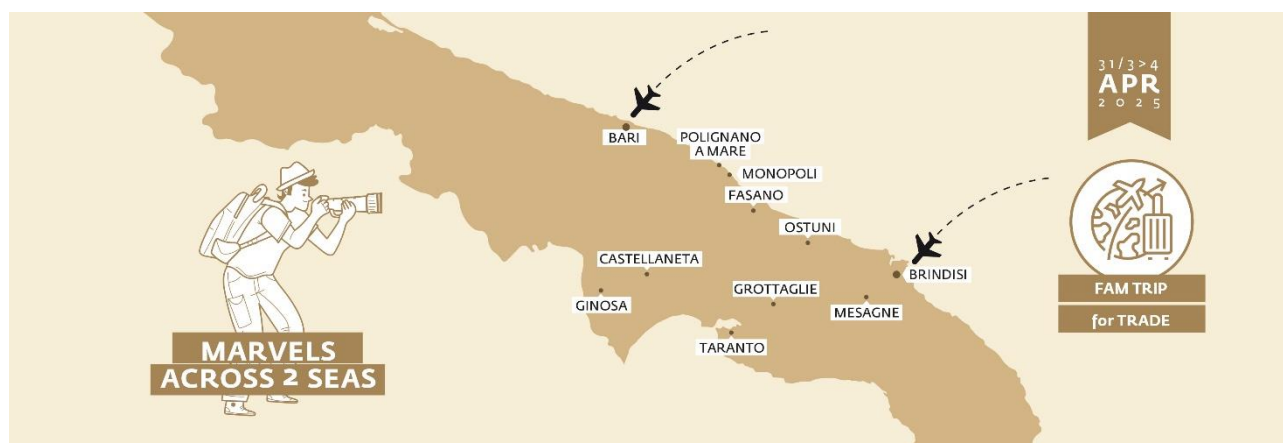 31/3>4
APR
2025
BARI
POLIGNANO
A MARE
MONOPOLI
FASANO
OSTUNI
BRINDISI
CASTELLANETA
GINOSA
GROTTAGLIE
MESAGNE
TARANTO
MARVELS
ACROSS 2 SEAS
FAM TRIP
for TRADE